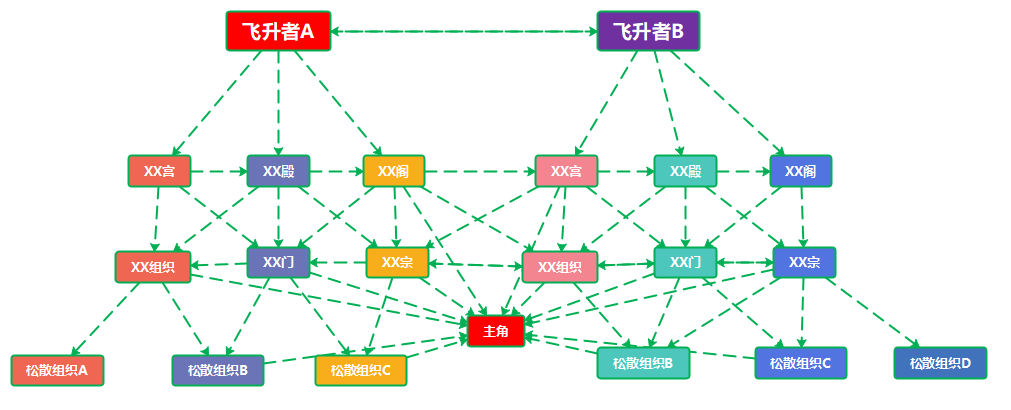 飞升者A
飞升者B
XX宫
XX殿
XX阁
XX宫
XX殿
XX阁
XX组织
XX门
XX宗
XX组织
XX门
XX宗
主角
松散组织A
松散组织B
松散组织C
松散组织B
松散组织C
松散组织D